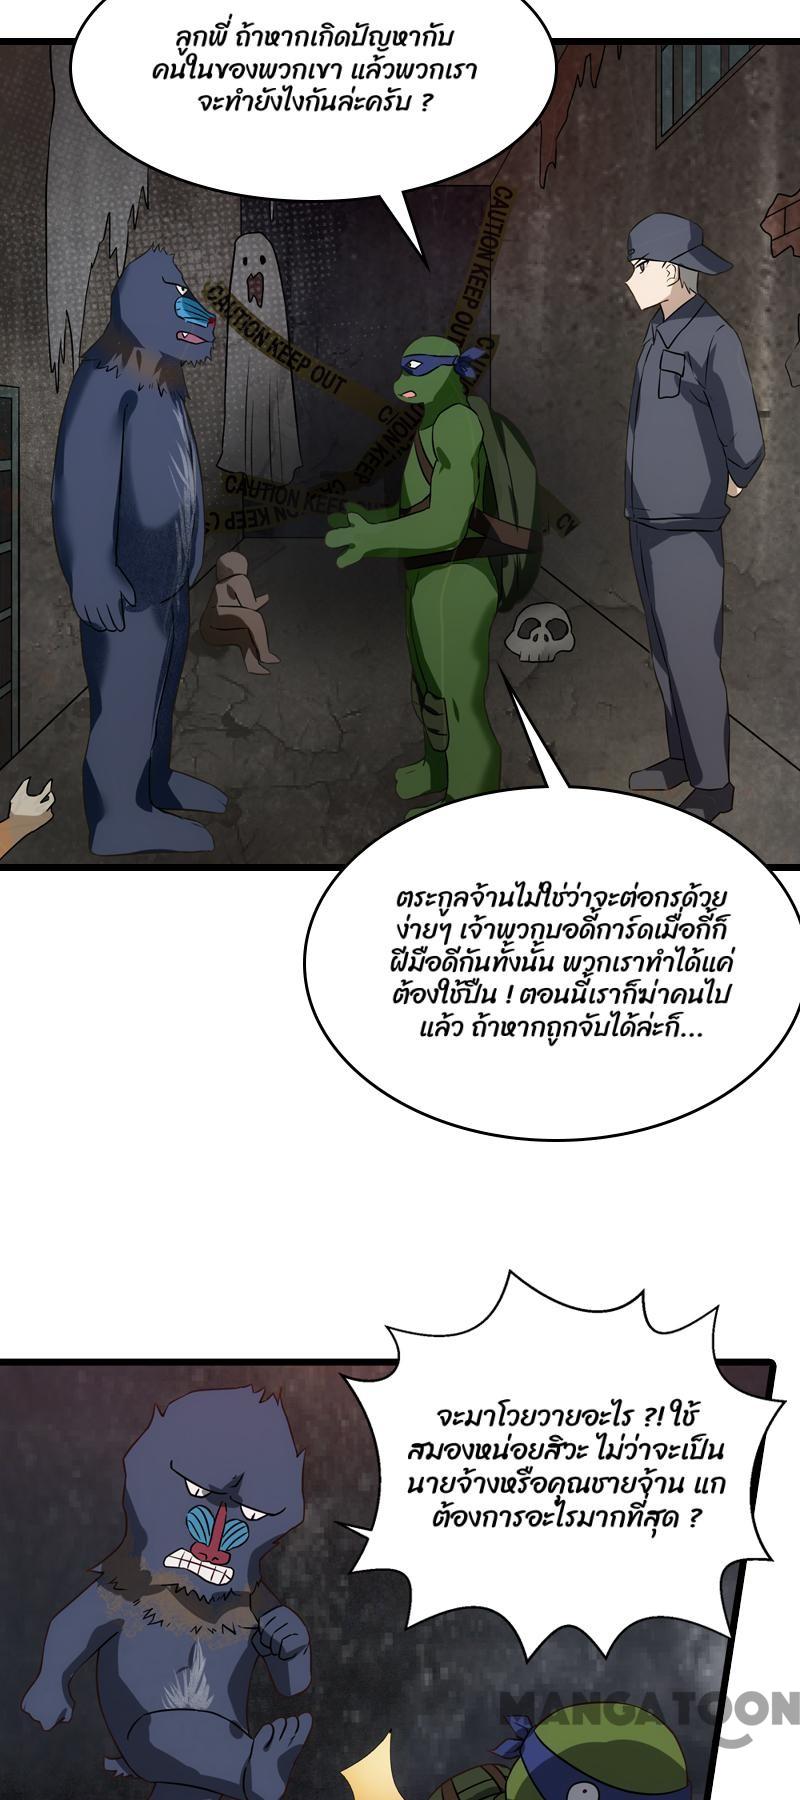 ลูกพี่ ถ้าหากเกิดปัญหากับ
คนในของพวกเขา แล้วพวกเรา
จะทำยังไงกันล่ะครับ ?
CAUTION KEEP OUT
CAUTION KEEP OUT
CAUTION KEEP
CAUTION KEEP OUT
ตระกูลจ้านไม่ใช่ว่าจะต่อกรด้วย
ง่ายๆ เจ้าพวกบอดี้การ์ดเมื่อกี้ก็
ฝีมือดีกันทั้งนั้น พวกเราทำได้แค่
ต้องใช้ปืน ! ตอนนี้เราก็ฆ่าคนไป
แล้ว ถ้าหากถูกจับได้ล่ะก็...
จะมาโวยวายอะไร ?! ใช้
สมองหน่อยสิวะ ไม่ว่าจะเป็น
นายจ้างหรือคุณชายจ้าน แก
ต้องการอะไรมากที่สุด ?
MANGATOON